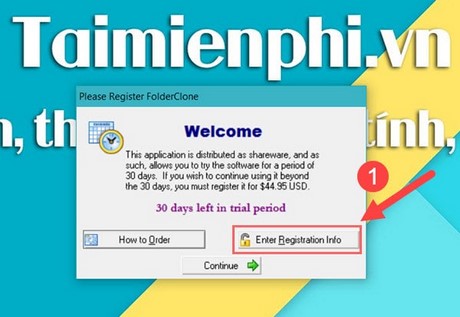 Taimienphi.vn
tính,
Please Register FolderClone
Welcome
This application is distributed as shareware, and as
such, allows you to try the software for a period of
30 days. If you wish to continue using it beyond
the 30 days, you must register it for $44.95 USD.
30 days left in trial period
1
How to Order
Enter Registration Info
Continue